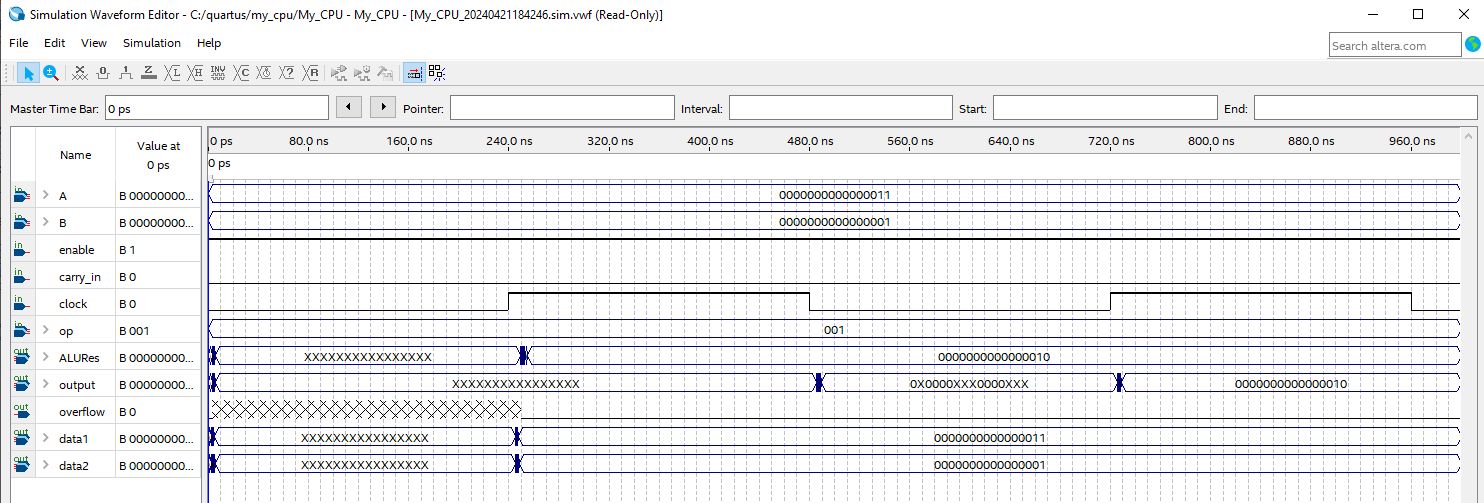 Simulation Waveform Editor - C:/quartus/my_cpu/My_CPU - My_CPU - [My_CPU_20240421184246.sim.vwf (Read-Only)]
File Edit View Simulation Help
Search altera.com
Master Time Bar: 0 ps Pointer: Interval: Start: End:
Name Value at 0 ps
0 ps 80.0 ns 160.0 ns 240.0 ns 320.0 ns 400.0 ns 480.0 ns 560.0 ns 640.0 ns 720.0 ns 800.0 ns 880.0 ns 960.0 ns
0 ps
in A B 00000000... 0000000000000011
in B B 00000000... 0000000000000001
in enable B 1
in carry_in B 0
in clock B 0
in op B 001 001
out ALURes B 00000000... XXXXXXXXXXXXXXXX 0000000000000010
out output B 00000000... XXXXXXXXXXXXXXXX 0X0000XXX0000XXX 0000000000000010
out overflow B 0
out data1 B 00000000... XXXXXXXXXXXXXXXX 0000000000000011
out data2 B 00000000... XXXXXXXXXXXXXXXX 0000000000000001